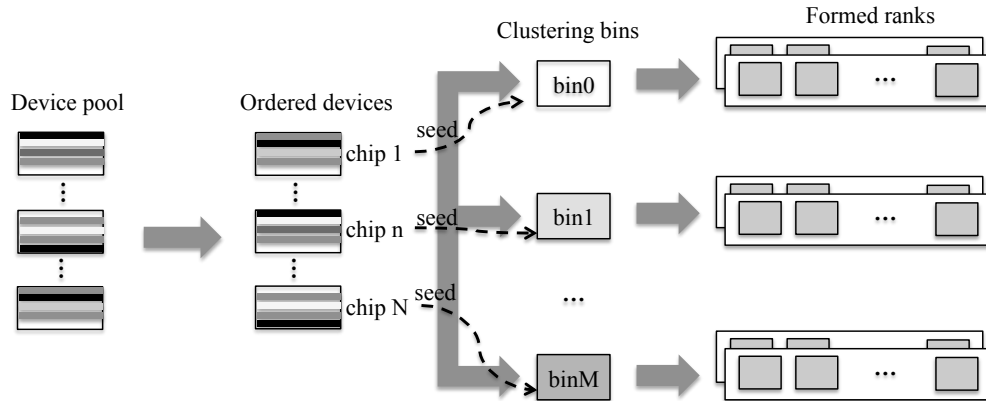 Formed ranks
Clustering bins
Device pool
Ordered devices
bin0
...
seed
chip 1
...
...
seed
chip n
bin1
...
...
...
seed
chip N
...
binM
...